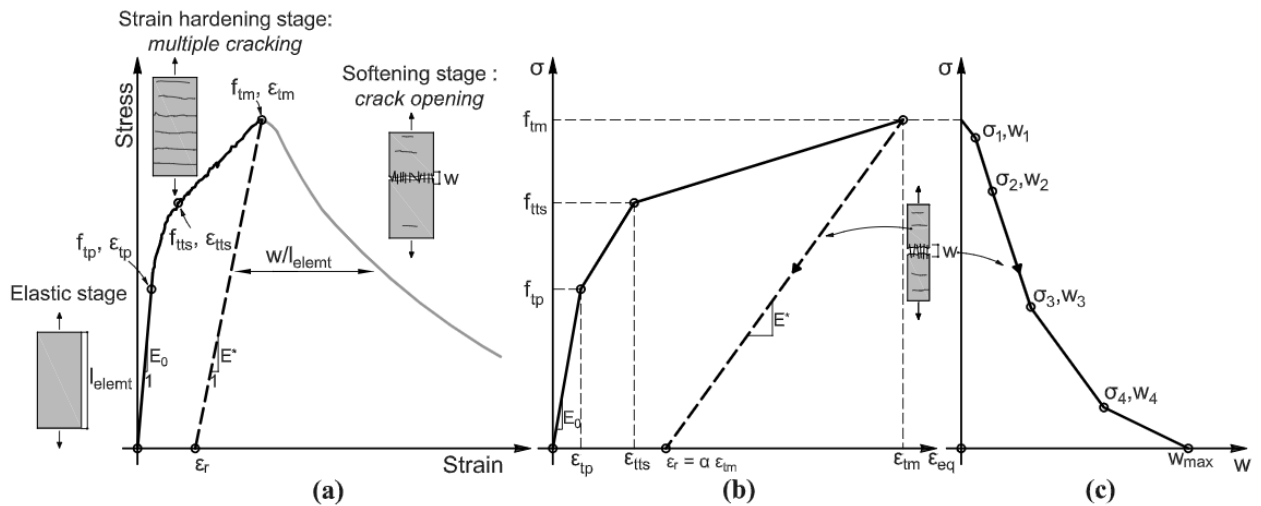 Strain hardening stage:
multiple cracking
Softening stage :
crack opening
Stress
f_tm, ε_tm
w
f_tts, ε_tts
f_tp, ε_tp
w/l_elemt
Elastic stage
l_elemt
E_0
1
E*
1
ε_r
Strain
(a)
σ
f_tm
f_tts
f_tp
w
E*
E_0
ε_tp
ε_tts
ε_r = α ε_tm
ε_tm
ε_eq
(b)
σ
σ_1,w_1
σ_2,w_2
σ_3,w_3
σ_4,w_4
w_max
w
(c)